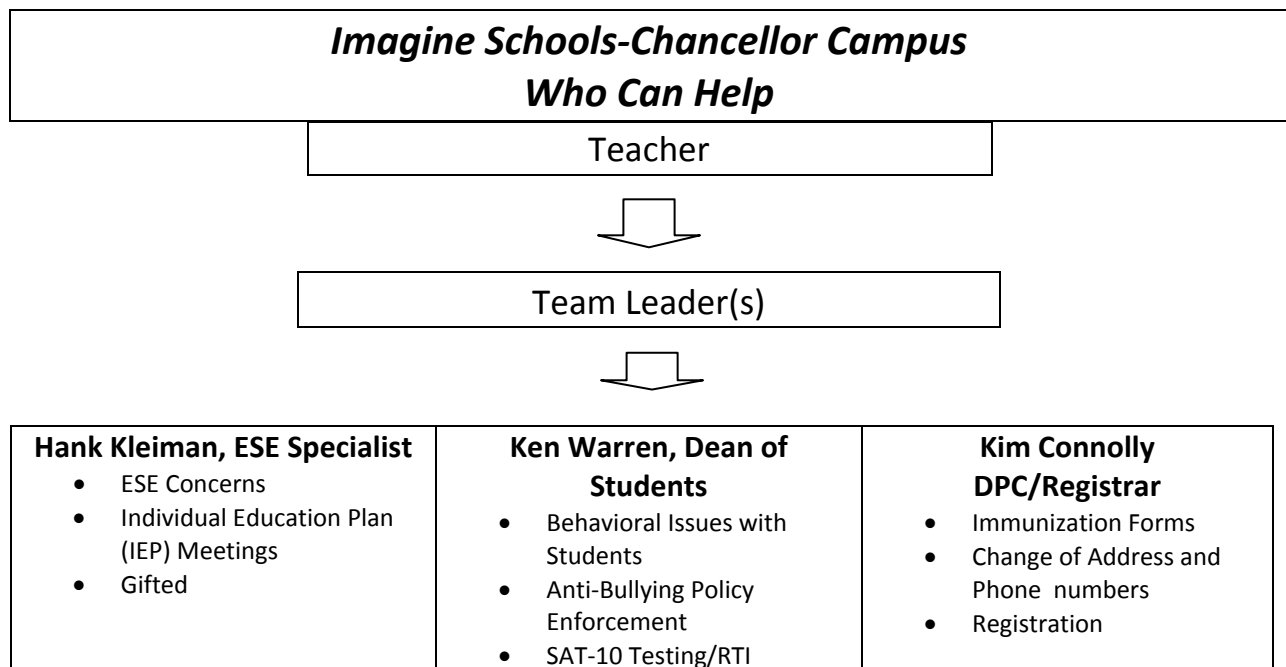 Imagine Schools-Chancellor Campus
Who Can Help
Teacher
Team Leader(s)
Hank Kleiman, ESE Specialist
• ESE Concerns
• Individual Education Plan
(IEP) Meetings
• Gifted
Ken Warren, Dean of
Students
• Behavioral Issues with
Students
• Anti-Bullying Policy
Enforcement
• SAT-10 Testing/RTI
Kim Connolly
DPC/Registrar
• Immunization Forms
• Change of Address and
Phone numbers
• Registration